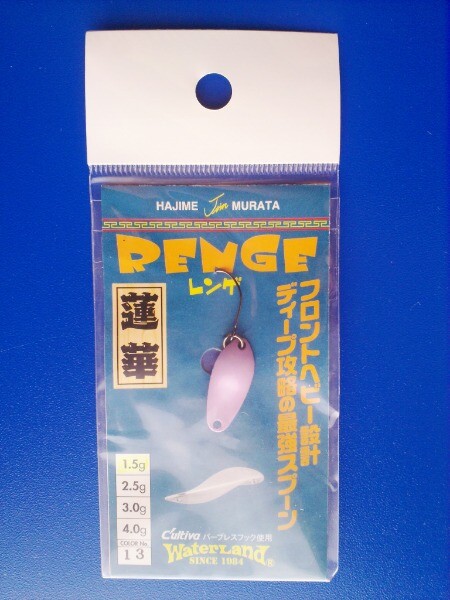 HAJIME Jim MURATA
RENGE
レンゲ
蓮華
フロントヘビー設計
ディープ攻略の最強スプーン
1.5g
2.5g
3.0g
4.0g
COLOR No.
13
C'ultiva バーブレスフック使用
WaterLand®
SINCE 1984